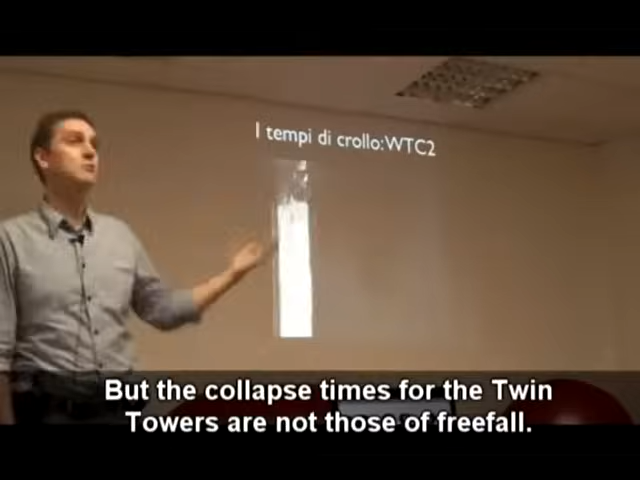 I tempi di crollo:WTC2
But the collapse times for the Twin
Towers are not those of freefall.